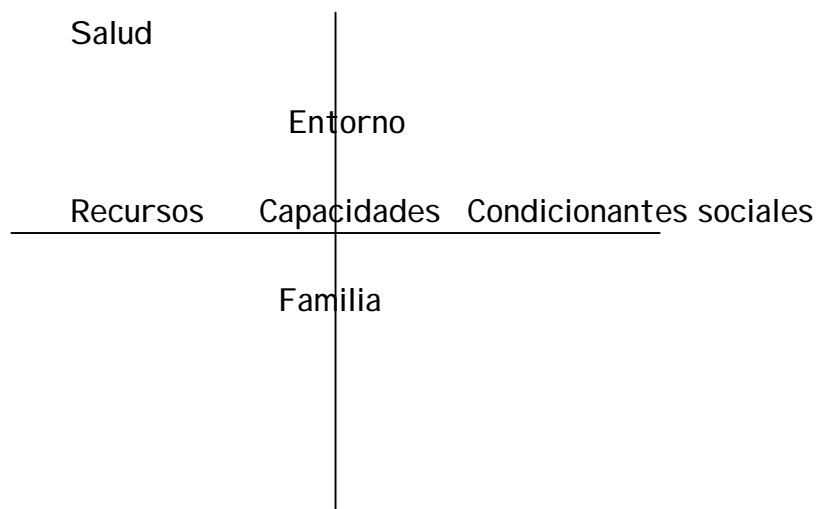 Salud
Entorno
Recursos Capacidades Condicionantes sociales
Familia